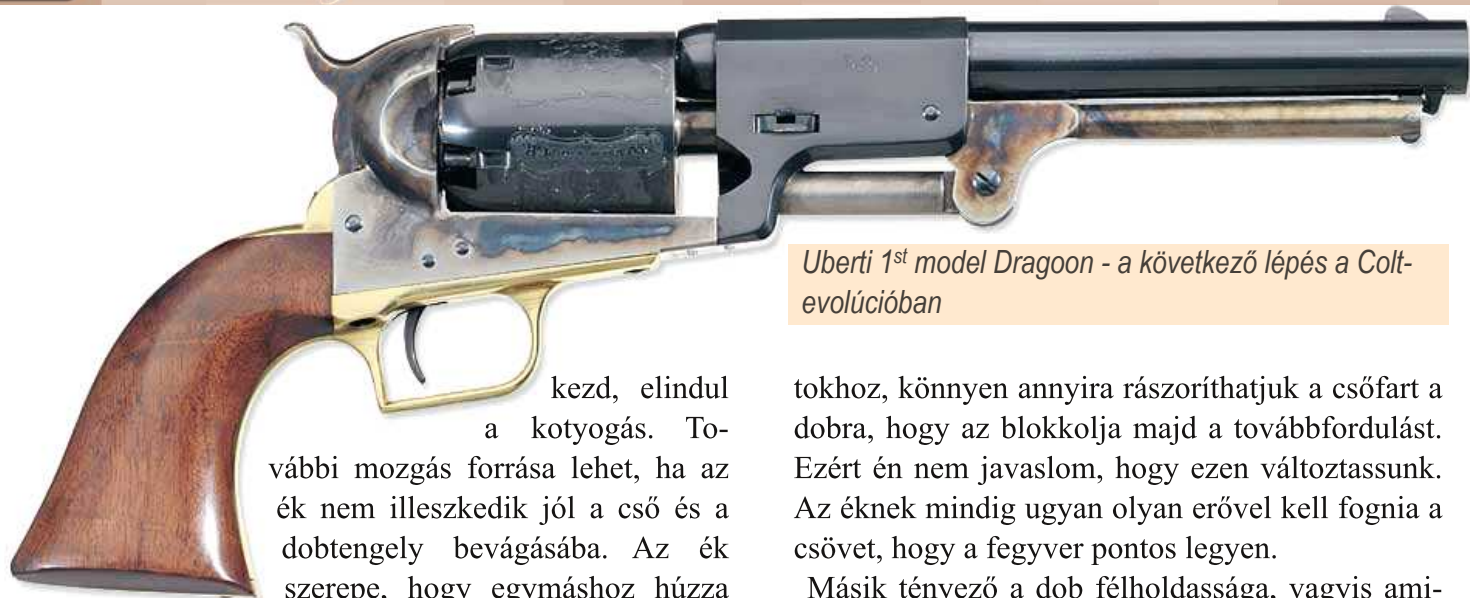 Uberti 1st model Dragoon - a következő lépés a Colt-
evolúcióban
kezd, elindul
a kotyogás. To-
vábbi mozgás forrása lehet, ha az
ék nem illeszkedik jól a cső és a
dobtengely bevágásába. Az ék
szerepe, hogy egymáshoz húzza
tokhoz, könnyen annyira rászoríthatjuk a csőfart a
dobra, hogy az blokkolja majd a továbbfordulást.
Ezért én nem javaslom, hogy ezen változtassunk.
Az éknek mindig ugyan olyan erővel kell fognia a
csövet, hogy a fegyver pontos legyen.
Másik tényező a dob félholdassága, vagyis ami-